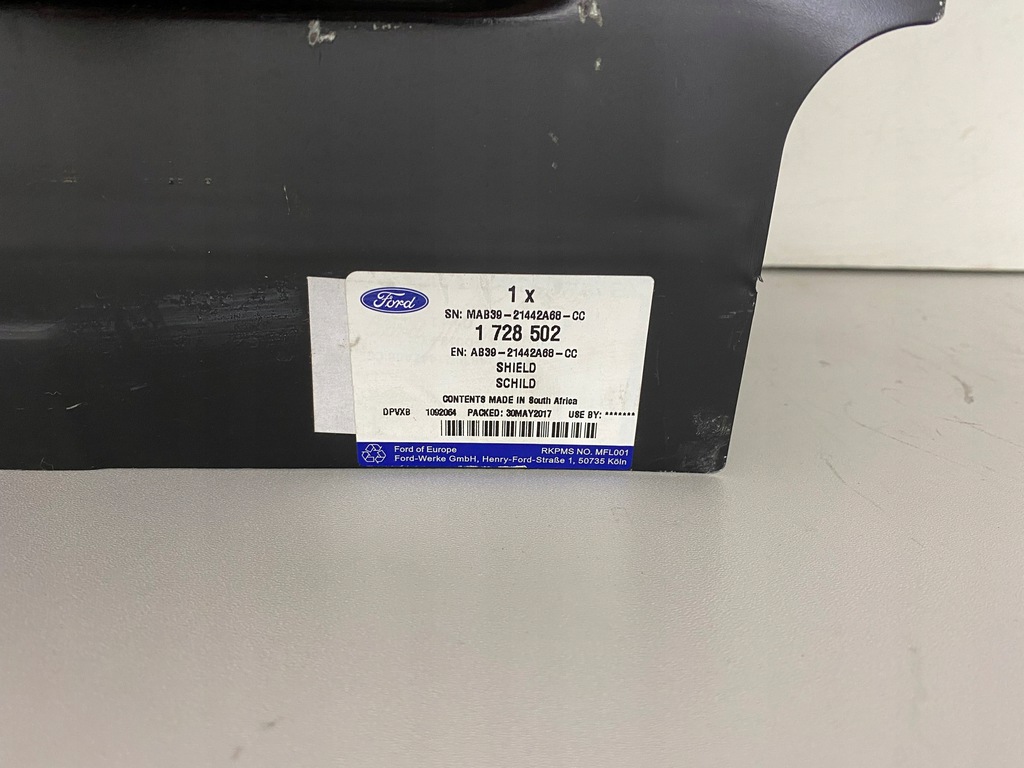 Ford
1 x
SN: MAB39-21442A68-CC
1 728 502
EN: AB39-21442A68-CC
SHIELD
SCHILD
CONTENTS MADE IN South Africa
DPVXB 1092064 PACKED: 30MAY2017 USE BY: *******
Ford of Europe RKPMS NO. MFL001
Ford-Werke GmbH, Henry-Ford-Straße 1, 50735 Köln